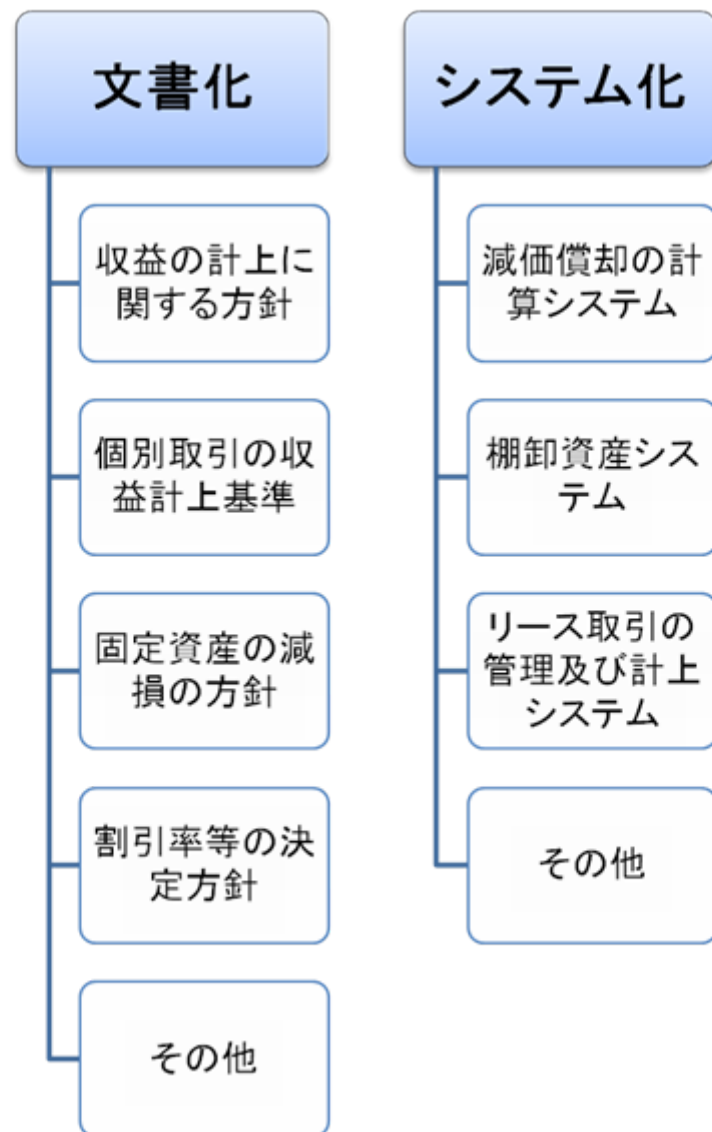 文書化
収益の計上に
関する方針
個別取引の収
益計上基準
固定資産の減
損の方針
割引率等の決
定方針
その他
システム化
減価償却の計
算システム
棚卸資産シス
テム
リース取引の
管理及び計上
システム
その他